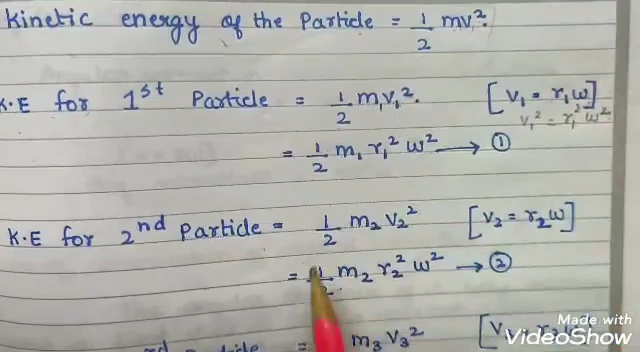 Kinetic energy of the Particle = 1/2 mv².
K.E for 1st Particle = 1/2 m₁v₁². [v₁ = r₁ω]
v₁² = r₁²ω²
= 1/2 m₁ r₁² ω² → ①
K.E for 2nd Particle = 1/2 m₂ v₂² [v₂ = r₂ω]
= 1/2 m₂ r₂² ω² → ②
= m₃ v₃²
Made with
VideoShow